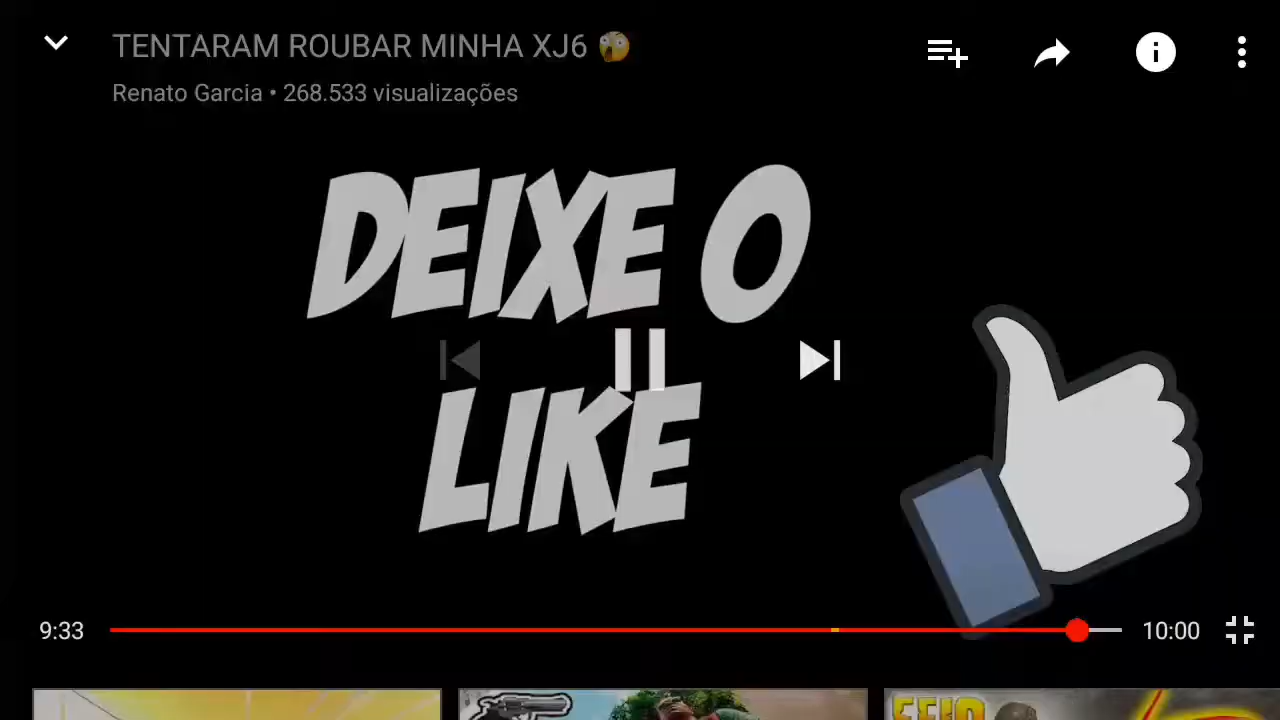 TENTARAM ROUBAR MINHA XJ6 😱
Renato Garcia • 268.533 visualizações
DEIXE O
LIKE
9:33
10:00